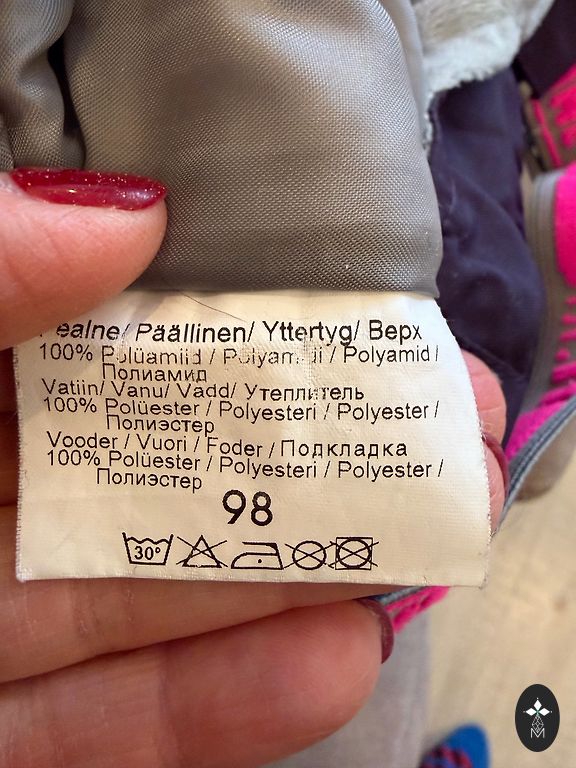 Pealne/ Päällinen/ Yttertyg/ Верх
100% Polüamiid / Polyamidi / Polyamid /
Полиамид
Vatiin/ Vanu/ Vadd/ Утеплитель
100% Polüester / Polyesteri / Polyester /
Полиэстер
Vooder / Vuori / Foder / Подкладка
100% Polüester / Polyesteri / Polyester /
Полиэстер
98
30°